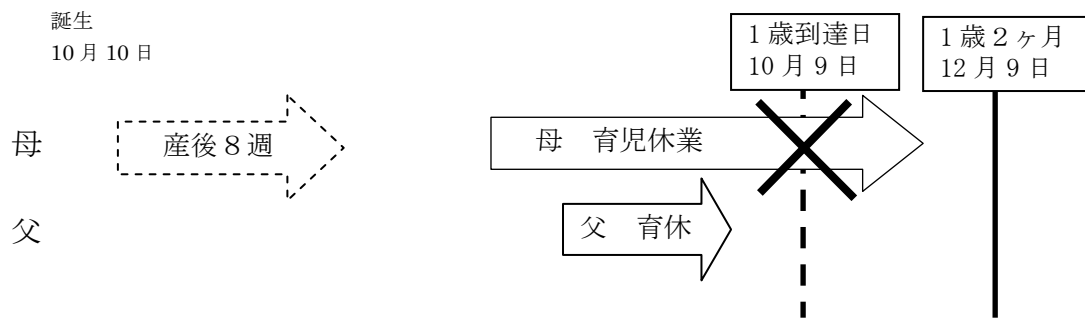 誕生
10月10日
1歳到達日
10月9日
1歳2ヶ月
12月9日
母
産後8週
母　育児休業
父
父　育休